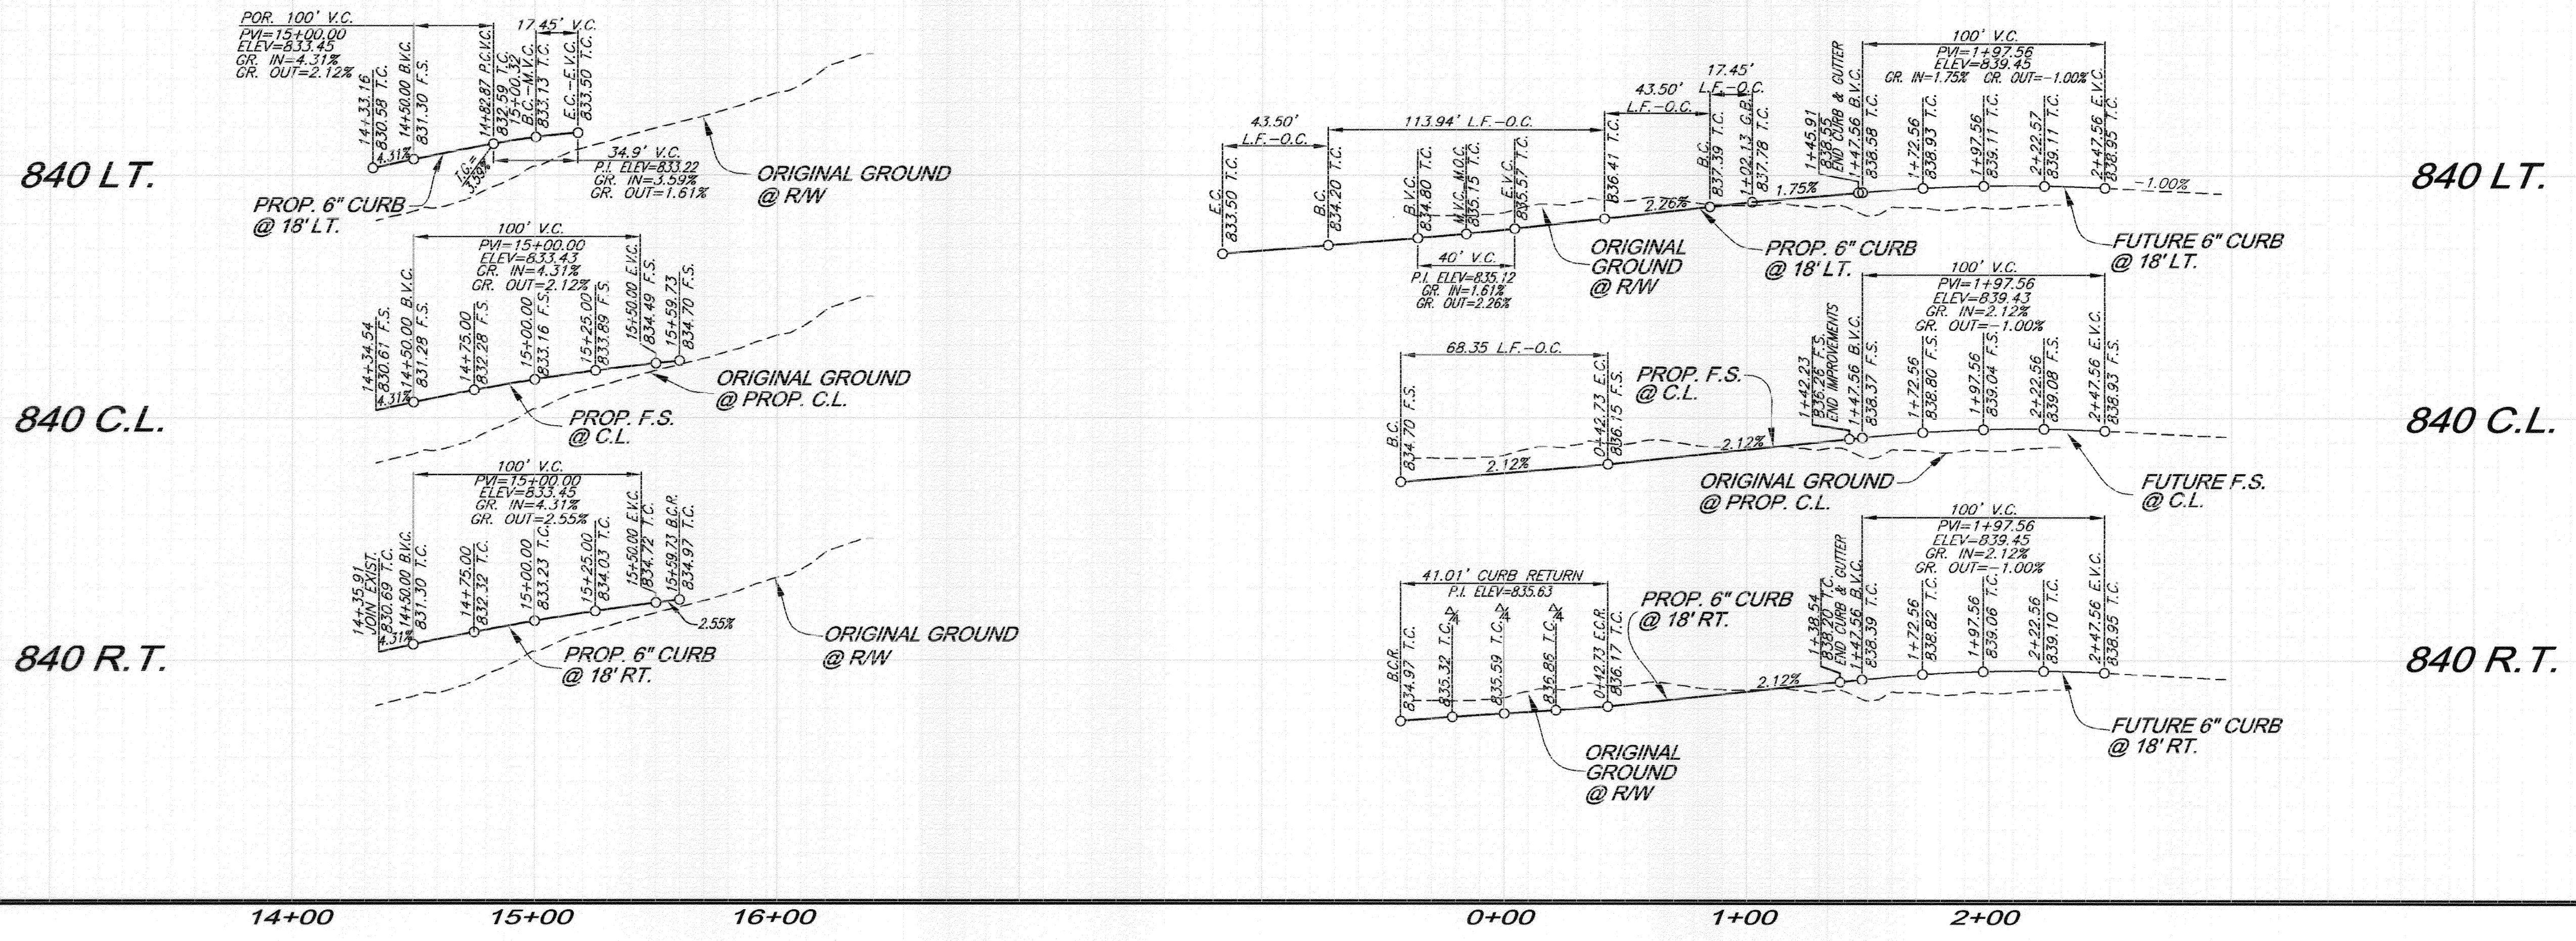 POR. 100' V.C.
PVI=15+00.00
ELEV=833.45
GR. IN=4.31%
GR. OUT=2.12%
17.45' V.C.
14+33.16
830.58 T.C.
14+50.00 B.V.C.
831.30 F.S.
14+82.87 P.C.V.C.
832.59 T.C.
15+00.32
B.C.-M.V.C.
833.13 T.C.
E.C.-E.V.C.
833.50 T.C.
4.31%
T.G.=
3.59%
34.9' V.C.
P.I. ELEV=833.22
GR. IN=3.59%
GR. OUT=1.61%
ORIGINAL GROUND
@ R/W
840 LT.
PROP. 6" CURB
@ 18' LT.
100' V.C.
PVI=15+00.00
ELEV=833.43
GR. IN=4.31%
GR. OUT=2.12%
14+34.54
830.61 F.S.
14+50.00 B.V.C.
831.28 F.S.
14+75.00
832.28 F.S.
15+00.00
833.16 F.S.
15+25.00
833.89 F.S.
15+50.00 E.V.C.
834.49 F.S.
15+59.73
834.70 F.S.
4.31%
ORIGINAL GROUND
@ PROP. C.L.
PROP. F.S.
@ C.L.
840 C.L.
100' V.C.
PVI=15+00.00
ELEV=833.45
GR. IN=4.31%
GR. OUT=2.55%
14+35.91
JOIN EXIST.
830.69 T.C.
14+50.00 B.V.C.
831.30 T.C.
14+75.00
832.32 T.C.
15+00.00
833.23 T.C.
15+25.00
834.03 T.C.
15+50.00 E.V.C.
834.72 T.C.
15+59.73 B.C.R.
834.97 T.C.
4.31%
2.55%
ORIGINAL GROUND
@ R/W
PROP. 6" CURB
@ 18' RT.
840 R.T.
43.50'
L.F.-O.C.
113.94' L.F.-O.C.
43.50'
L.F.-O.C.
17.45'
L.F.-O.C.
E.C.
833.50 T.C.
B.C.
834.20 T.C.
B.V.C.
834.80 T.C.
M.V.C. M.O.C.
835.15 T.C.
E.V.C.
835.57 T.C.
836.41 T.C.
B.C.
837.39 T.C.
1+02.13 G.B.
837.78 T.C.
1+45.91
838.55
END CURB & GUTTER
1+47.56 B.V.C.
838.58 T.C.
1+72.56
838.93 T.C.
1+97.56
839.11 T.C.
2+22.57
839.11 T.C.
2+47.56 E.V.C.
838.95 T.C.
100' V.C.
PVI=1+97.56
ELEV=839.45
GR. IN=1.75% GR. OUT=-1.00%
2.26%
1.75%
-1.00%
40' V.C.
P.I. ELEV=835.12
GR. IN=1.61%
GR. OUT=2.26%
ORIGINAL
GROUND
@ R/W
PROP. 6" CURB
@ 18' LT.
FUTURE 6" CURB
@ 18' LT.
840 LT.
68.35 L.F.-O.C.
B.C.
834.70 F.S.
0+42.73 E.C.
836.15 F.S.
2.12%
2.12%
PROP. F.S.
@ C.L.
1+42.23
END IMPROVEMENTS
1+47.56 B.V.C.
838.37 F.S.
1+72.56
838.80 F.S.
1+97.56
839.04 F.S.
2+22.56
839.08 F.S.
2+47.56 E.V.C.
838.93 F.S.
100' V.C.
PVI=1+97.56
ELEV=839.43
GR. IN=2.12%
GR. OUT=-1.00%
ORIGINAL GROUND
@ PROP. C.L.
FUTURE F.S.
@ C.L.
840 C.L.
41.01' CURB RETURN
P.I. ELEV=835.63
B.C.R.
834.97 T.C.
835.32 T.C.
835.59 T.C.
836.86 T.C.
0+42.73 E.C.R.
836.17 T.C.
PROP. 6" CURB
@ 18' RT.
2.12%
1+38.54
838.20 T.C.
END CURB & GUTTER
1+47.56 B.V.C.
838.39 T.C.
1+72.56
838.82 T.C.
1+97.56
839.06 T.C.
2+22.56
839.10 T.C.
2+47.56 E.V.C.
838.95 T.C.
100' V.C.
PVI=1+97.56
ELEV=839.45
GR. IN=2.12%
GR. OUT=-1.00%
ORIGINAL
GROUND
@ R/W
FUTURE 6" CURB
@ 18' RT.
840 R.T.
14+00 15+00 16+00 0+00 1+00 2+00